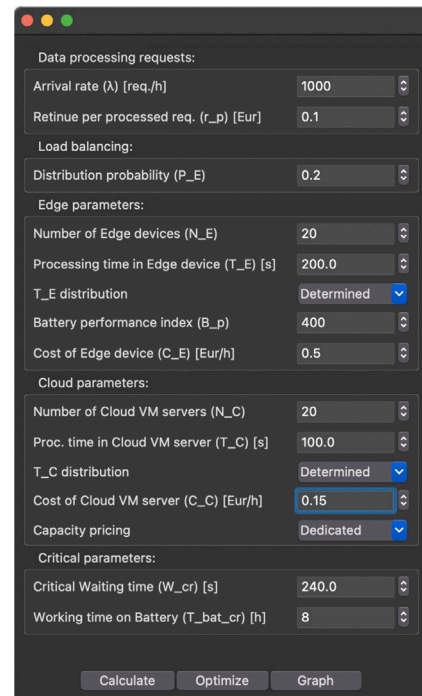 Data processing requests:
Arrival rate (λ) [req./h] 1000
Retinue per processed req. (r_p) [Eur] 0.1
Load balancing:
Distribution probability (P_E) 0.2
Edge parameters:
Number of Edge devices (N_E) 20
Processing time in Edge device (T_E) [s] 200.0
T_E distribution Determined
Battery performance index (B_p) 400
Cost of Edge device (C_E) [Eur/h] 0.5
Cloud parameters:
Number of Cloud VM servers (N_C) 20
Proc. time in Cloud VM server (T_C) [s] 100.0
T_C distribution Determined
Cost of Cloud VM server (C_C) [Eur/h] 0.15
Capacity pricing Dedicated
Critical parameters:
Critical Waiting time (W_cr) [s] 240.0
Working time on Battery (T_bat_cr) [h] 8
Calculate Optimize Graph